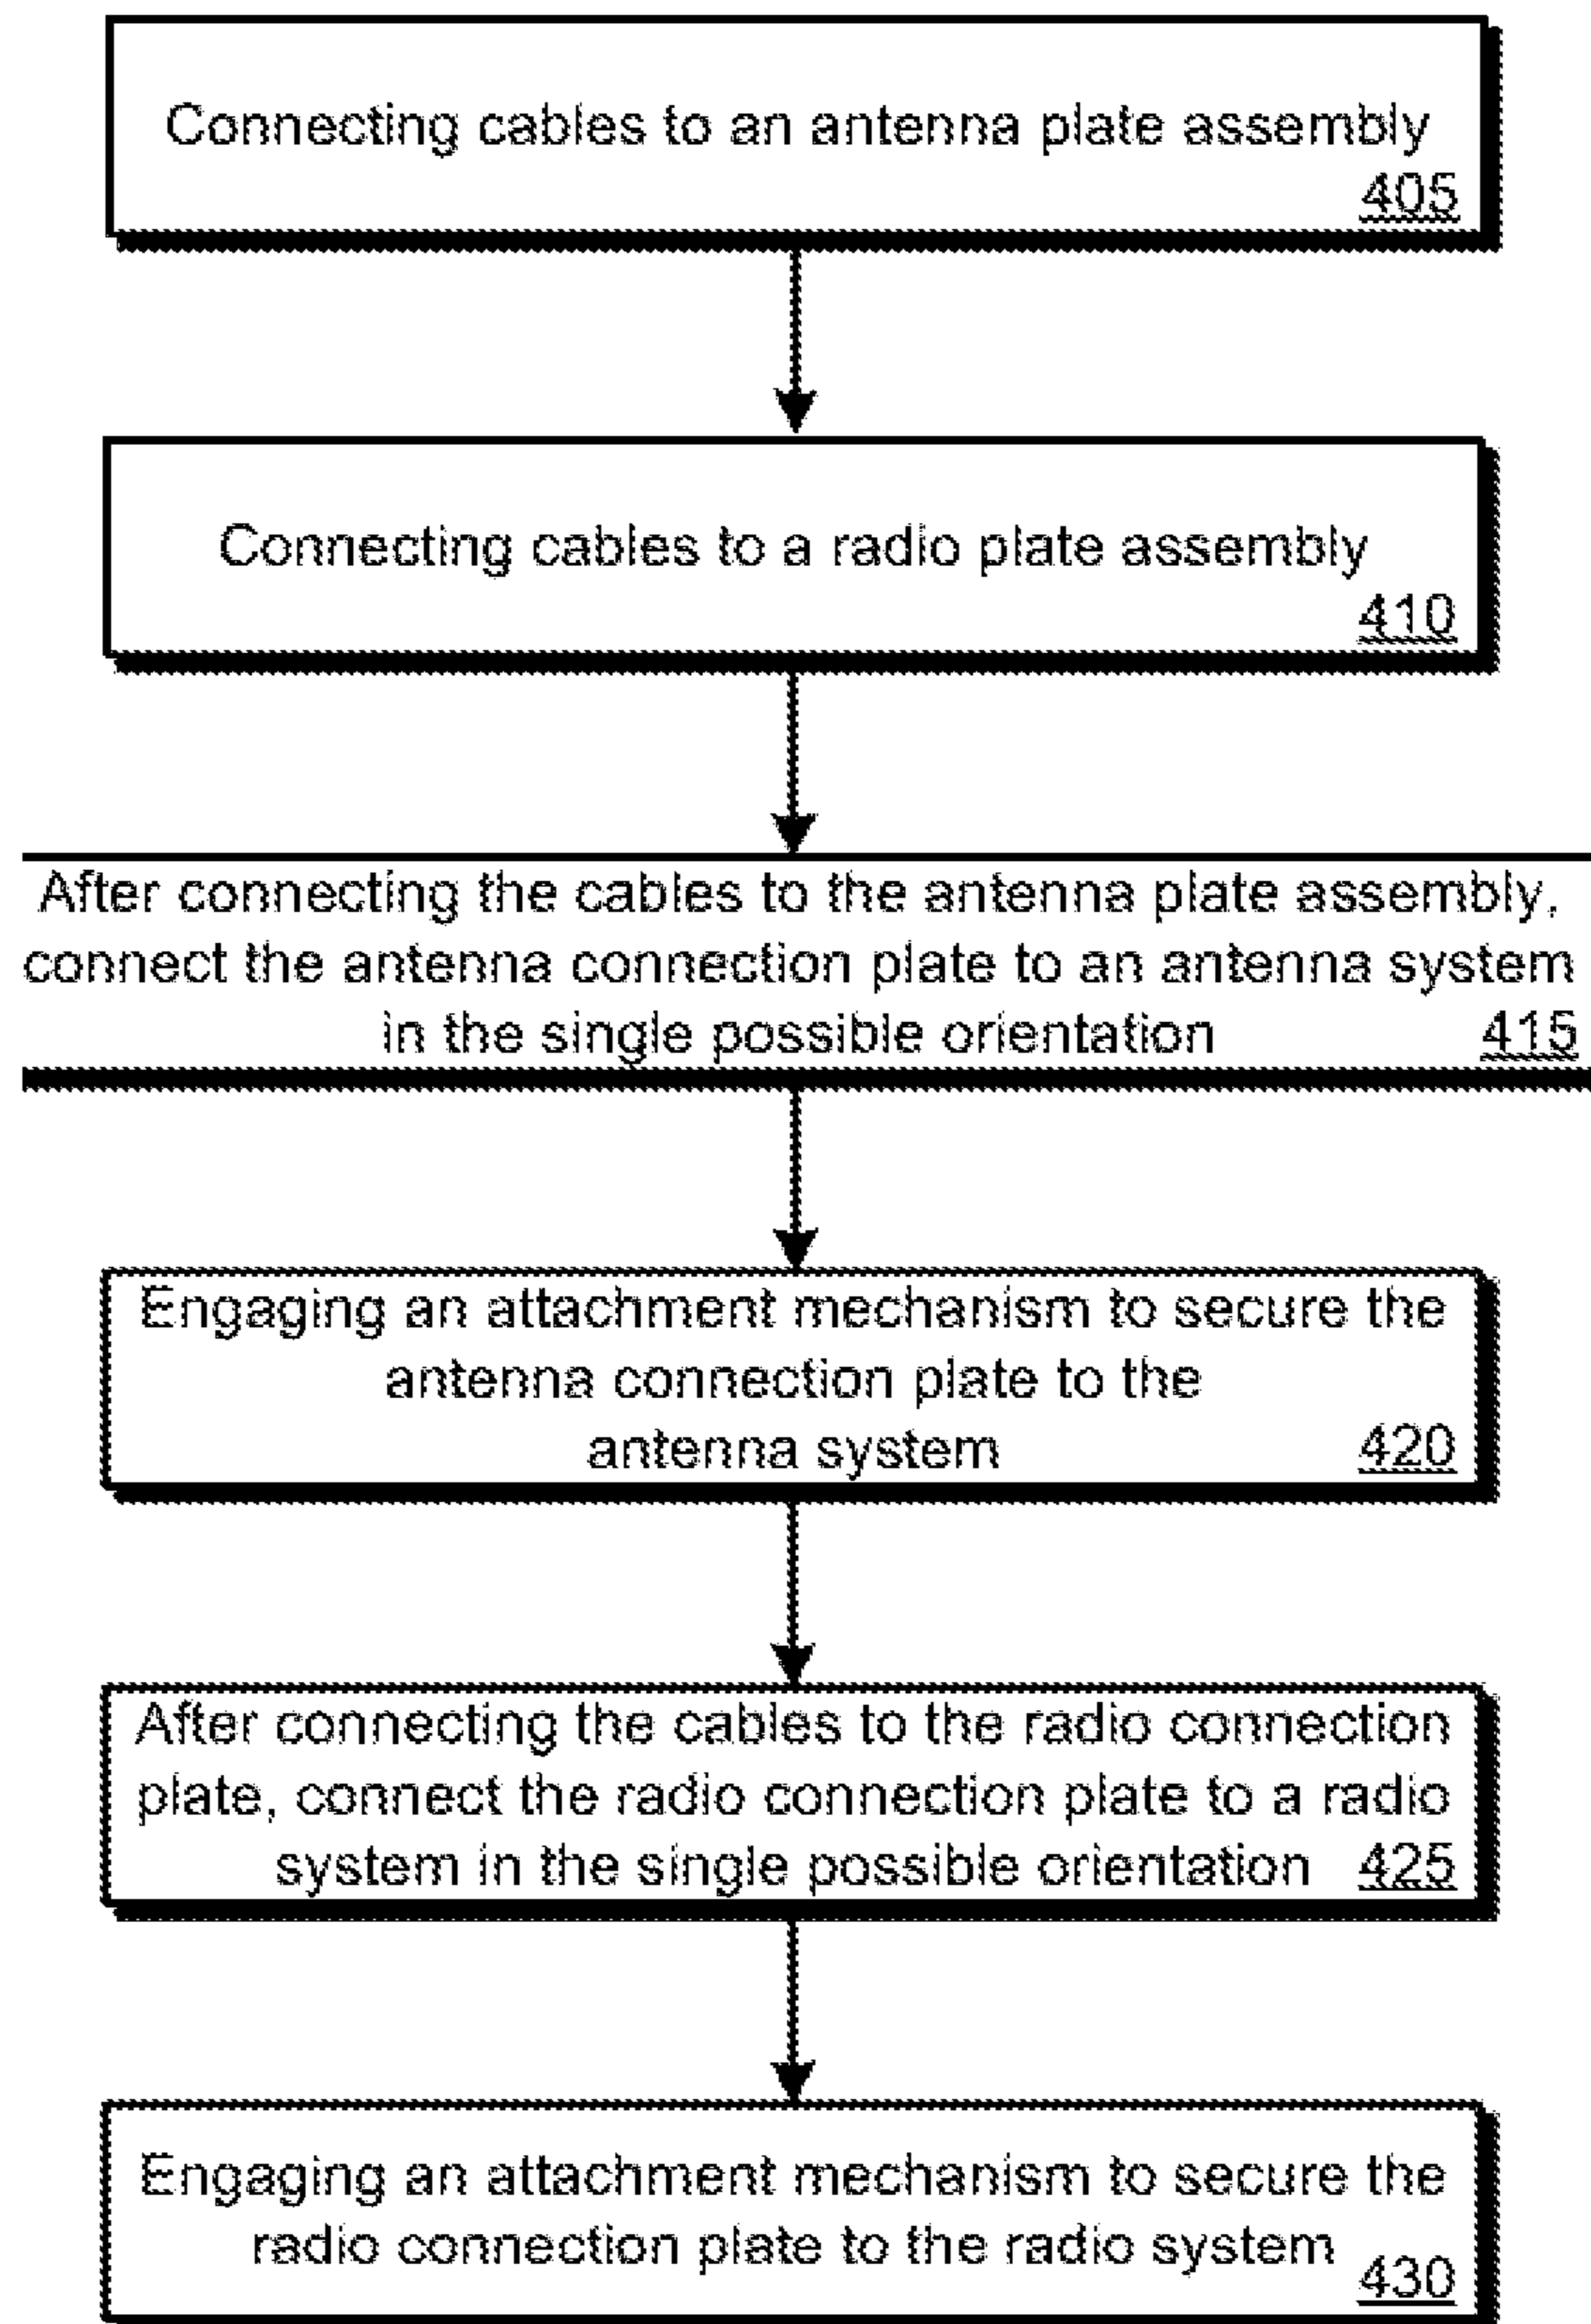 Connecting cables to an antenna plate assembly
405
Connecting cables to a radio plate assembly
410
After connecting the cables to the antenna plate assembly,
connect the antenna connection plate to an antenna system
in the single possible orientation 415
Engaging an attachment mechanism to secure the
antenna connection plate to the
antenna system 420
After connecting the cables to the radio connection
plate, connect the radio connection plate to a radio
system in the single possible orientation 425
Engaging an attachment mechanism to secure the
radio connection plate to the radio system
430